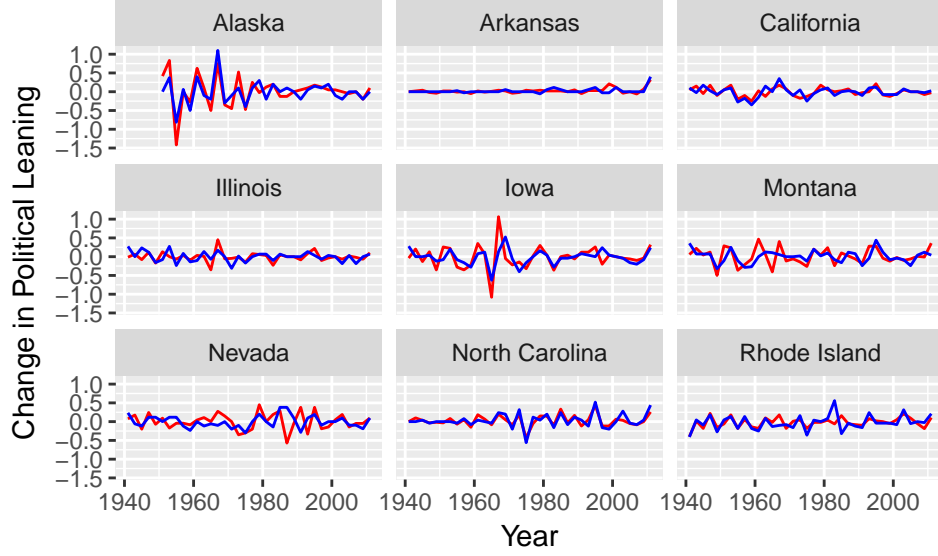 Alaska
Arkansas
California
1.0
0.5
0.0
−0.5
−1.0
−1.5
Illinois
Iowa
Montana
1.0
0.5
0.0
−0.5
−1.0
−1.5
Nevada
North Carolina
Rhode Island
1.0
0.5
0.0
−0.5
−1.0
−1.5
1940 1960 1980 2000
1940 1960 1980 2000
1940 1960 1980 2000
Year
Change in Political Leaning